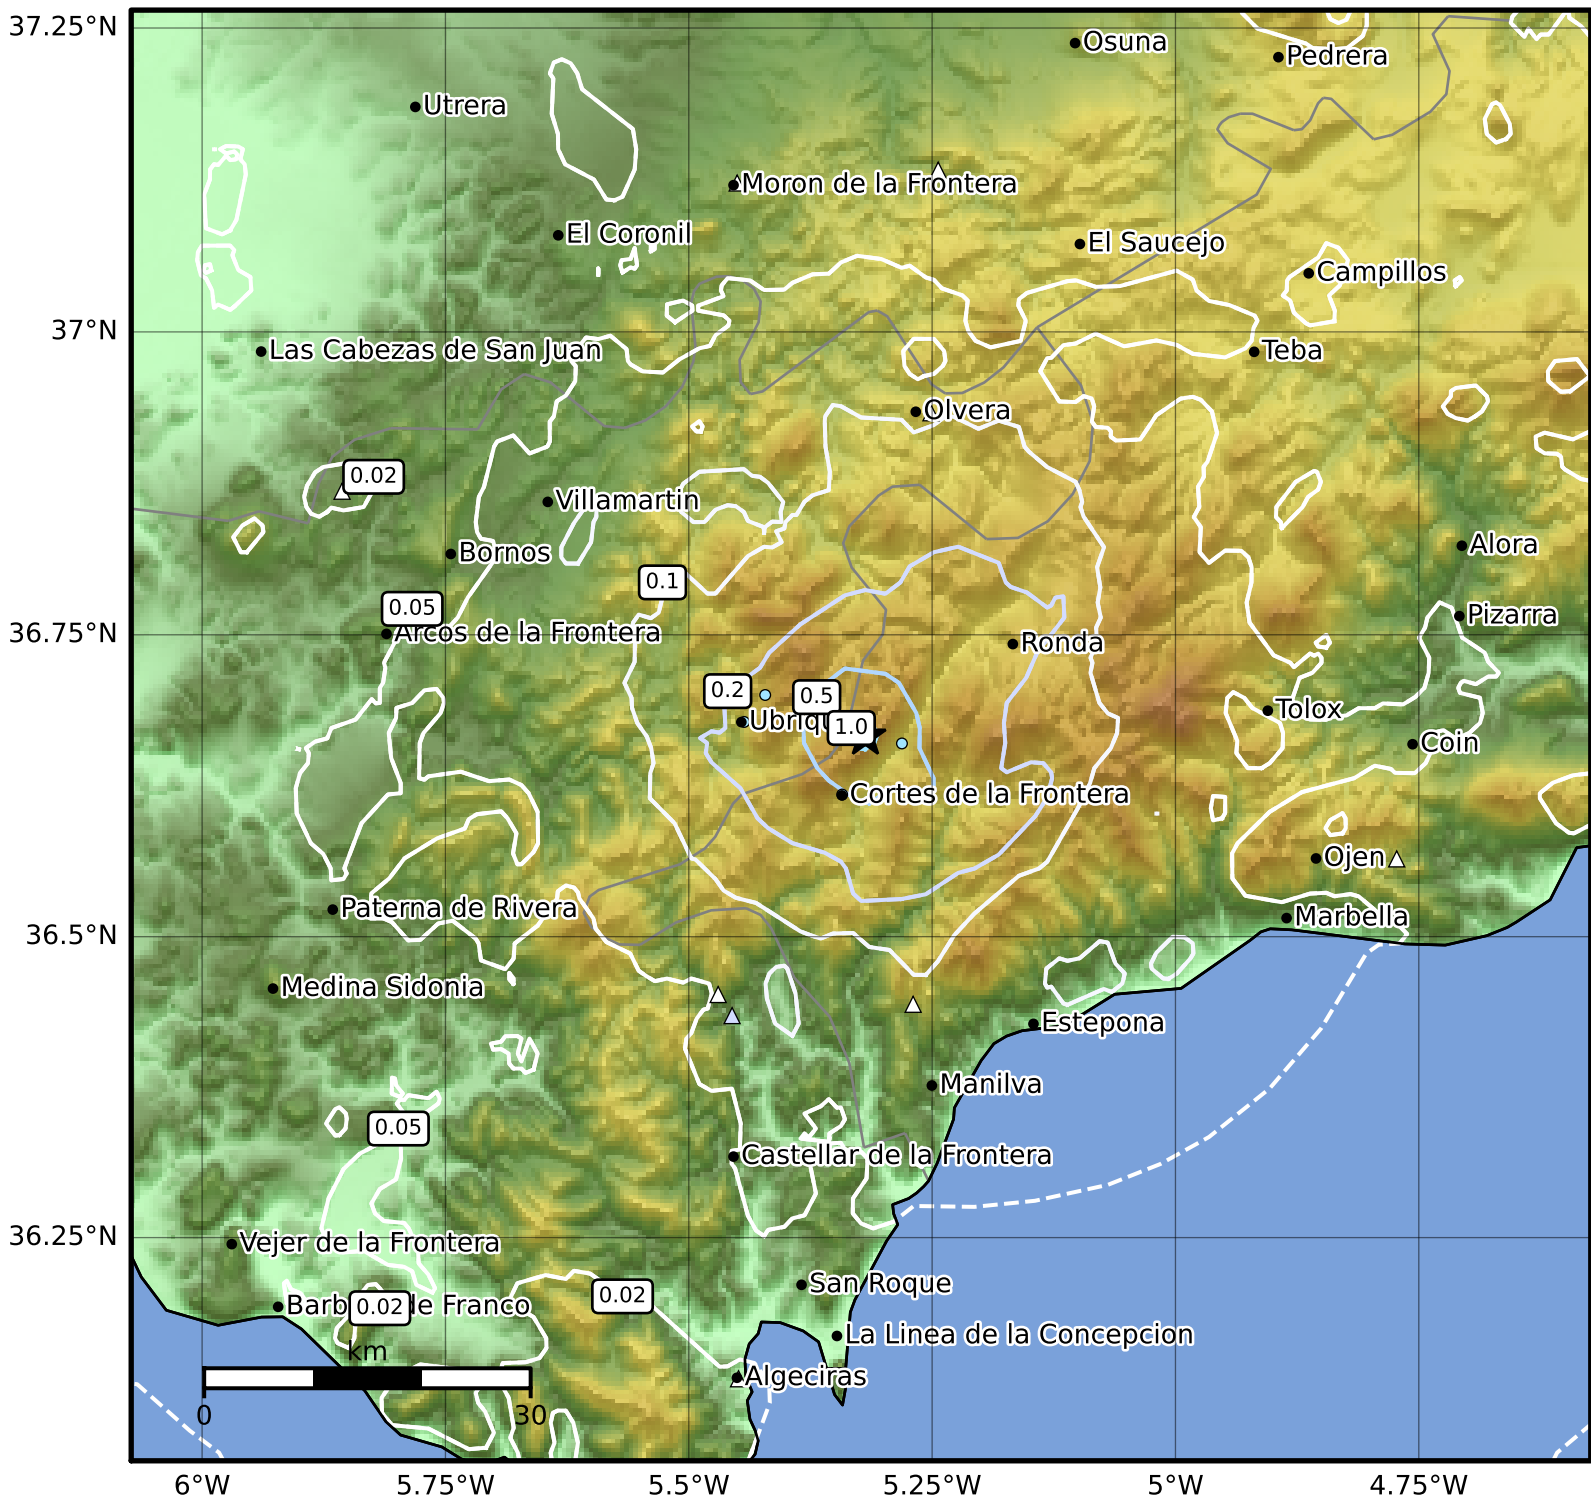 37.25°N
Osuna
Pedrera
Utrera
Moron de la Frontera
El Coronil
El Saucejo
Campillos
37°N
Las Cabezas de San Juan
Teba
Olvera
0.02
Villamartin
Alora
Bornos
0.1
0.05
Pizarra
36.75°N
Arcos de la Frontera
Ronda
0.2
0.5
Tolox
Ubriqu
1.0
Coin
Cortes de la Frontera
Ojen
Paterna de Rivera
Marbella
36.5°N
Medina Sidonia
Estepona
Manilva
0.05
Castellar de la Frontera
36.25°N
Vejer de la Frontera
San Roque
0.02
Barb
0.02
de Franco
La Linea de la Concepcion
km
Algeciras
0
30
6°W
5.75°W
5.5°W
5.25°W
5°W
4.75°W